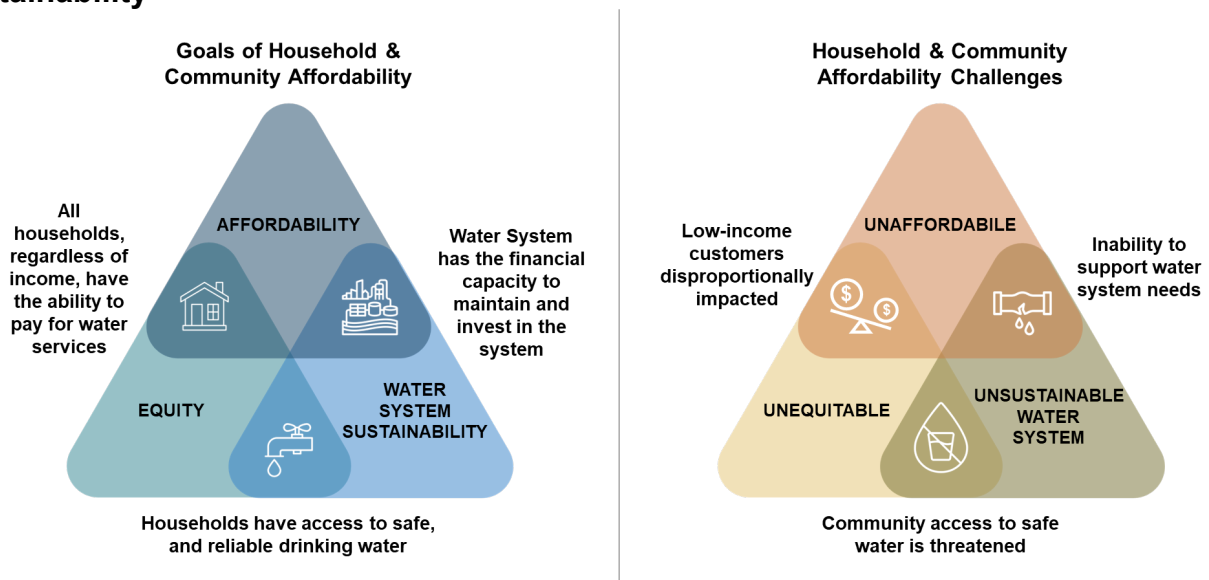 Goals of Household &
Community Affordability
All
households,
regardless of
income, have
the ability to
pay for water
services
AFFORDABILITY
Water System
has the financial
capacity to
maintain and
invest in the
system
EQUITY
WATER
SYSTEM
SUSTAINABILITY
Households have access to safe,
and reliable drinking water
Household & Community
Affordability Challenges
Low-income
customers
disproportionally
impacted
UNAFFORDABILE
Inability to
support water
system needs
$
$
UNEQUITABLE
UNSUSTAINABLE
WATER
SYSTEM
Community access to safe
water is threatened